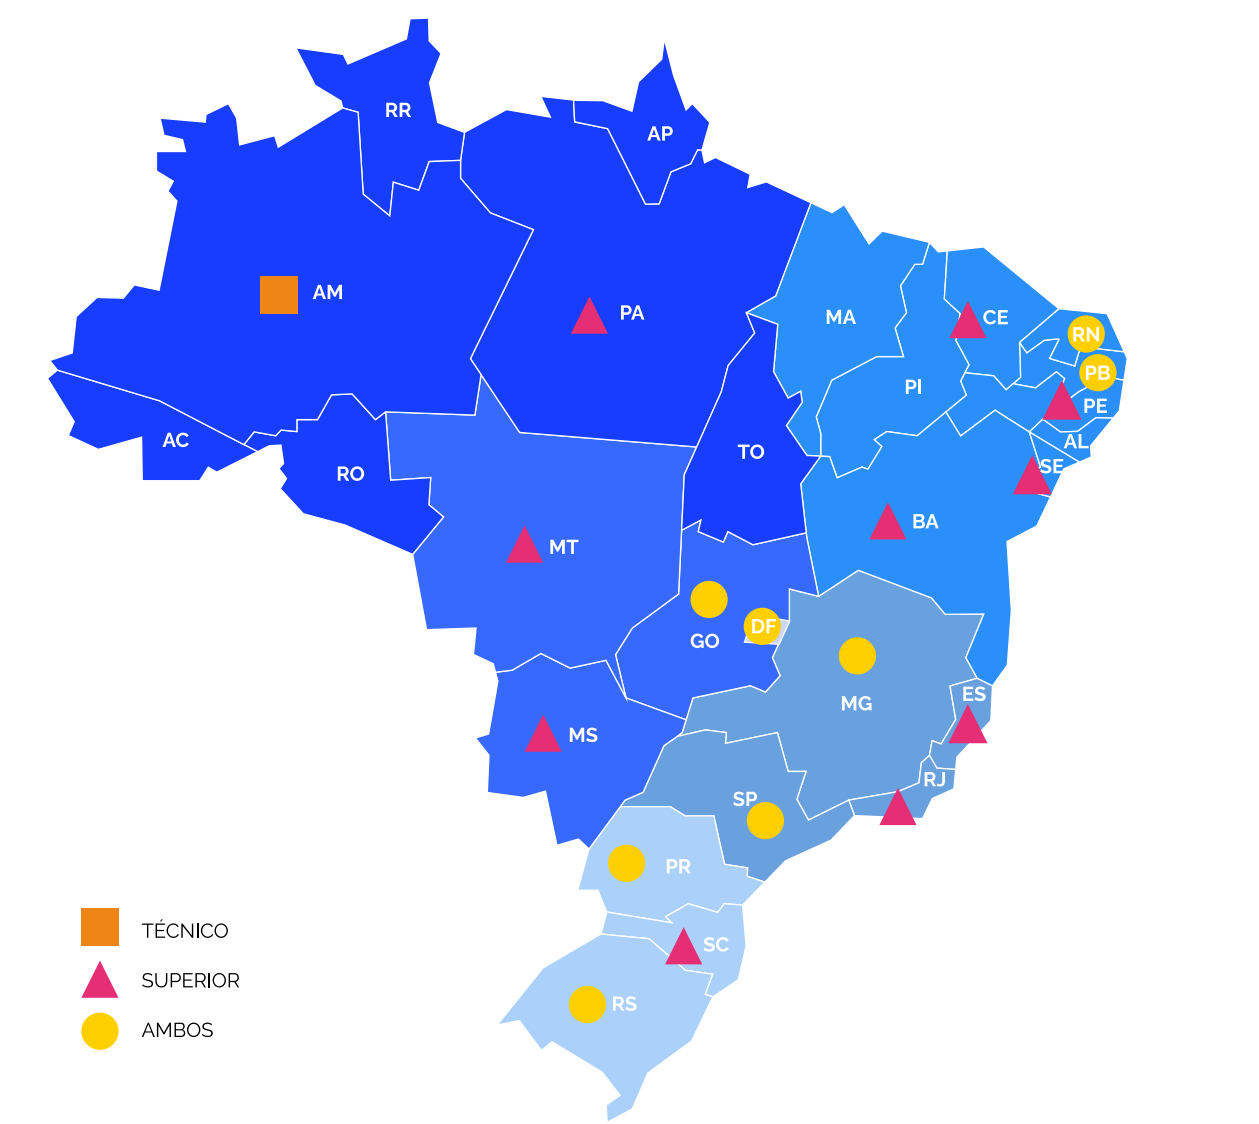 RR
AP
AM
PA
MA
CE
RN
PB
PI
PE
AC
RO
TO
AL
SE
BA
MT
GO
DF
MG
ES
MS
RJ
SP
PR
SC
RS
TÉCNICO
SUPERIOR
AMBOS